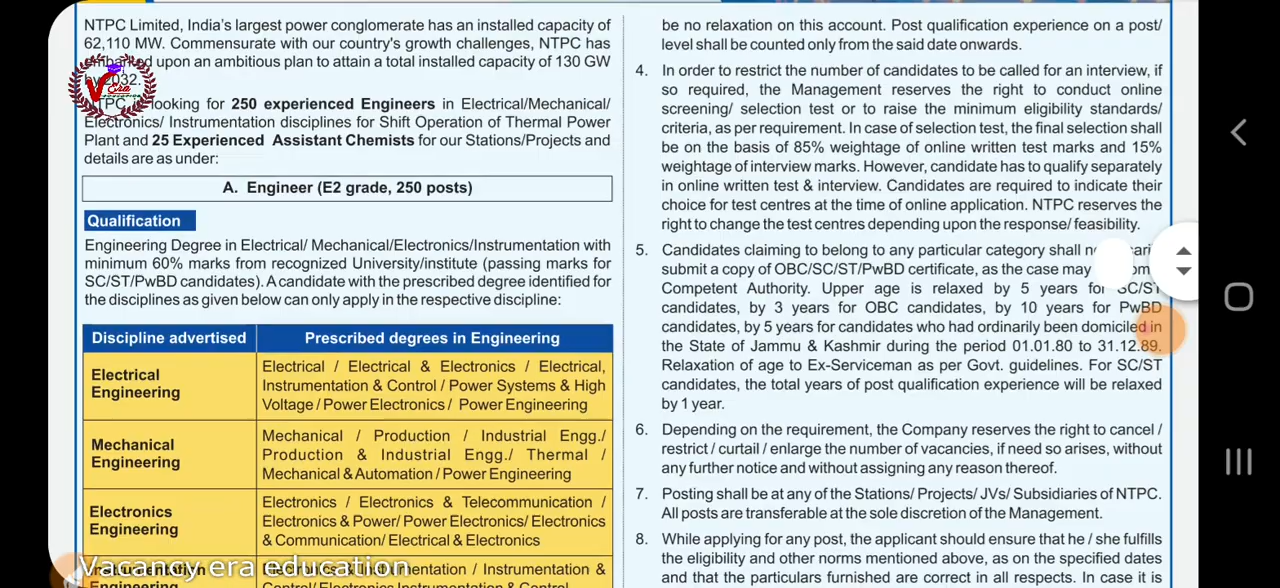 NTPC Limited, India's largest power conglomerate has an installed capacity of
62,110 MW. Commensurate with our country's growth challenges, NTPC has
embarked upon an ambitious plan to attain a total installed capacity of 130 GW
by 2032.
NTPC is looking for 250 experienced Engineers in Electrical/Mechanical/
Electronics/ Instrumentation disciplines for Shift Operation of Thermal Power
Plant and 25 Experienced Assistant Chemists for our Stations/Projects and
details are as under:
A. Engineer (E2 grade, 250 posts)
Qualification
Engineering Degree in Electrical/ Mechanical/Electronics/Instrumentation with
minimum 60% marks from recognized University/institute (passing marks for
SC/ST/PwBD candidates). A candidate with the prescribed degree identified for
the disciplines as given below can only apply in the respective discipline:
Discipline advertised
Prescribed degrees in Engineering
Electrical
Engineering
Electrical / Electrical & Electronics / Electrical,
Instrumentation & Control / Power Systems & High
Voltage / Power Electronics / Power Engineering
Mechanical
Engineering
Mechanical / Production / Industrial Engg./
Production & Industrial Engg./ Thermal /
Mechanical & Automation / Power Engineering
Electronics
Engineering
Electronics / Electronics & Telecommunication /
Electronics & Power/ Power Electronics/ Electronics
& Communication/ Electrical & Electronics
Instrumentation
Engineering
/ Instrumentation &
Control/ Electronics Instrumentation & Control
be no relaxation on this account. Post qualification experience on a post/
level shall be counted only from the said date onwards.
4. In order to restrict the number of candidates to be called for an interview, if
so required, the Management reserves the right to conduct online
screening/ selection test or to raise the minimum eligibility standards/
criteria, as per requirement. In case of selection test, the final selection shall
be on the basis of 85% weightage of online written test marks and 15%
weightage of interview marks. However, candidate has to qualify separately
in online written test & interview. Candidates are required to indicate their
choice for test centres at the time of online application. NTPC reserves the
right to change the test centres depending upon the response/ feasibility.
5. Candidates claiming to belong to any particular category shall
submit a copy of OBC/SC/ST/PwBD certificate, as the case may
Competent Authority. Upper age is relaxed by 5 years for SC/ST
candidates, by 3 years for OBC candidates, by 10 years for PwBD
candidates, by 5 years for candidates who had ordinarily been domiciled in
the State of Jammu & Kashmir during the period 01.01.80 to 31.12.89.
Relaxation of age to Ex-Serviceman as per Govt. guidelines. For SC/ST
candidates, the total years of post qualification experience will be relaxed
by 1 year.
6. Depending on the requirement, the Company reserves the right to cancel /
restrict / curtail / enlarge the number of vacancies, if need so arises, without
any further notice and without assigning any reason thereof.
7. Posting shall be at any of the Stations/ Projects/ JVs/ Subsidiaries of NTPC.
All posts are transferable at the sole discretion of the Management.
8. While applying for any post, the applicant should ensure that he / she fulfills
the eligibility and other norms mentioned above, as on the specified dates
and that the particulars furnished are correct in all respects. In case it is
Vacancy era education